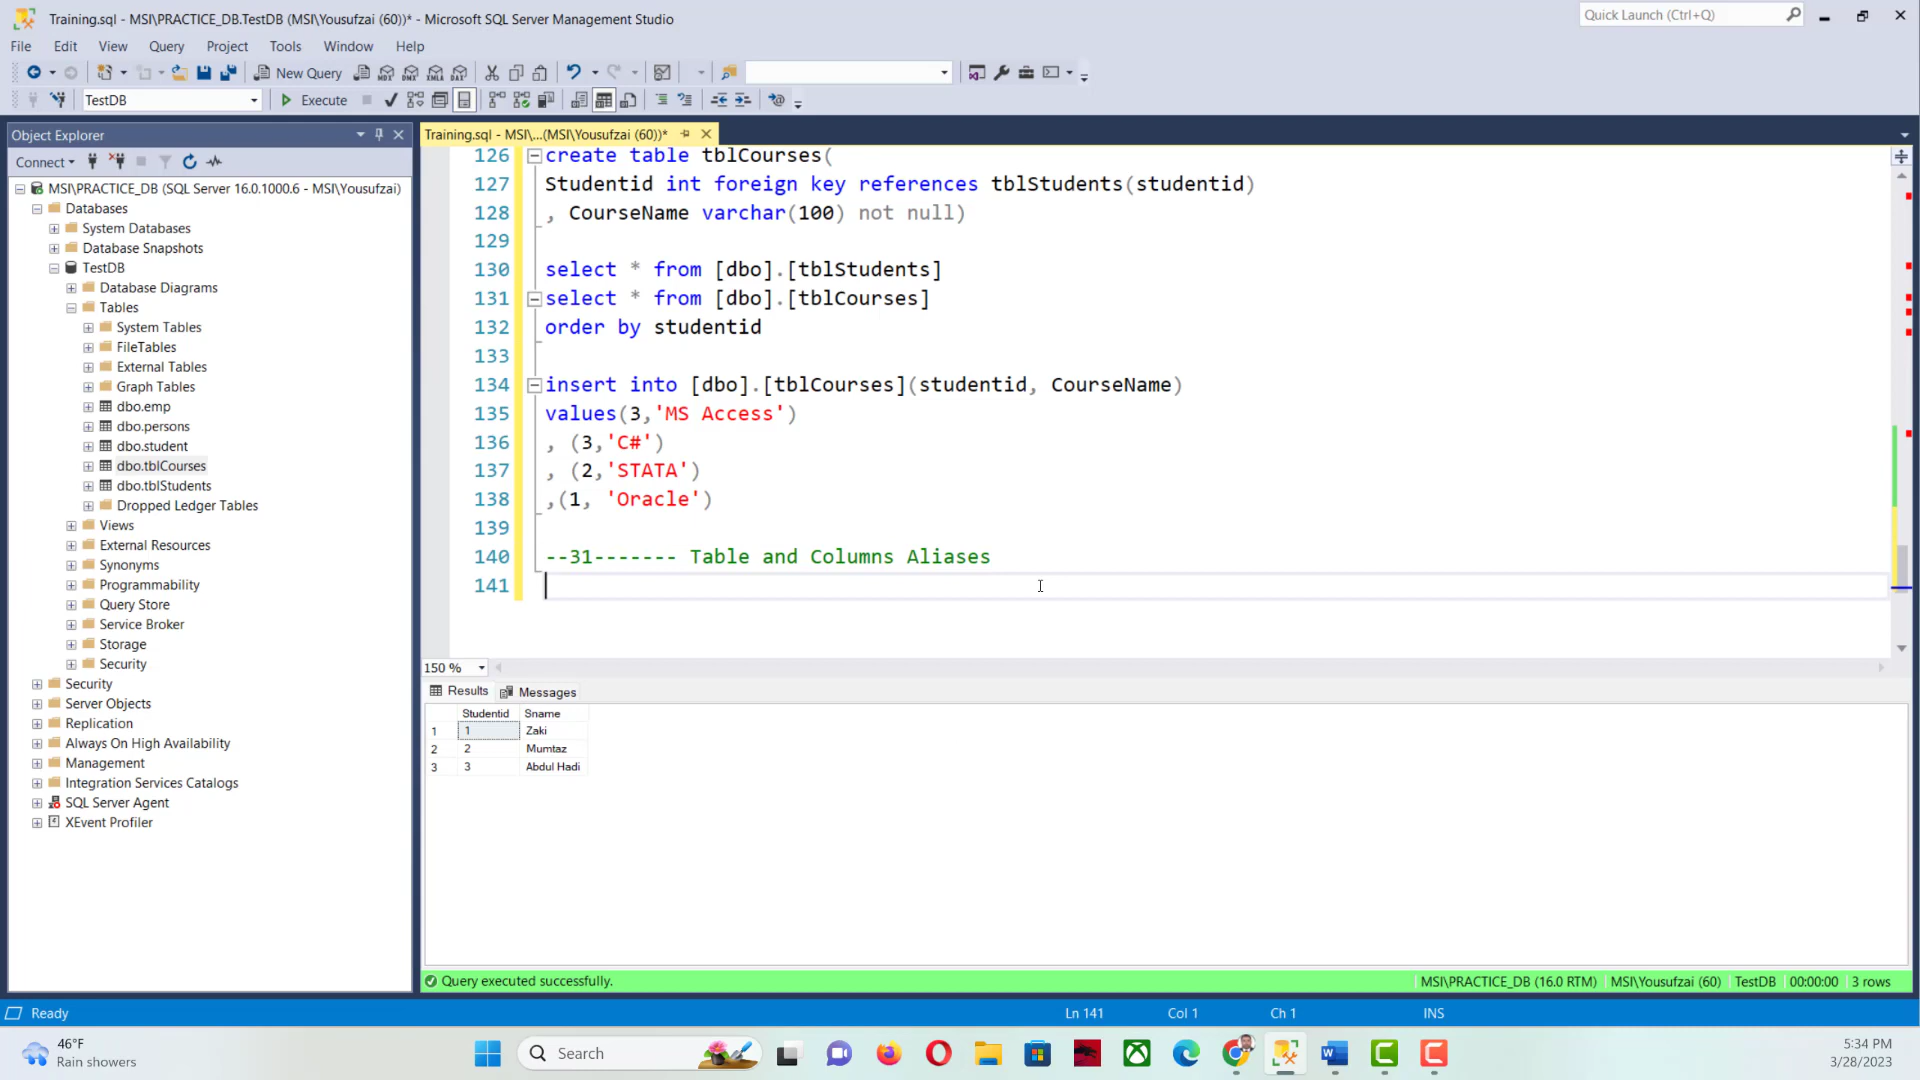 Training.sql - MSI\PRACTICE_DB.TestDB (MSI\Yousufzai (60))* - Microsoft SQL Server Management Studio
Quick Launch (Ctrl+Q)
File Edit View Query Project Tools Window Help
New Query
MDX DMX XMLA DAX
TestDB
Execute
Object Explorer
Training.sql - MSI\...(MSI\Yousufzai (60))*
Connect
MSI\PRACTICE_DB (SQL Server 16.0.1000.6 - MSI\Yousufzai)
Databases
System Databases
Database Snapshots
TestDB
Database Diagrams
Tables
System Tables
FileTables
External Tables
Graph Tables
dbo.emp
dbo.persons
dbo.student
dbo.tblCourses
dbo.tblStudents
Dropped Ledger Tables
Views
External Resources
Synonyms
Programmability
Query Store
Service Broker
Storage
Security
Security
Server Objects
Replication
Always On High Availability
Management
Integration Services Catalogs
SQL Server Agent
XEvent Profiler
126 create table tblCourses(
127 Studentid int foreign key references tblStudents(studentid)
128 , CourseName varchar(100) not null)
129
130 select * from [dbo].[tblStudents]
131 select * from [dbo].[tblCourses]
132 order by studentid
133
134 insert into [dbo].[tblCourses](studentid, CourseName)
135 values(3,'MS Access')
136 , (3,'C#')
137 , (2,'STATA')
138 ,(1, 'Oracle')
139
140 --31------- Table and Columns Aliases
141
150 %
Results Messages
Studentid Sname
1 1 Zaki
2 2 Mumtaz
3 3 Abdul Hadi
Query executed successfully.
MSI\PRACTICE_DB (16.0 RTM) MSI\Yousufzai (60) TestDB 00:00:00 3 rows
Ready
Ln 141 Col 1 Ch 1 INS
46°F
Rain showers
Search
5:34 PM
3/28/2023